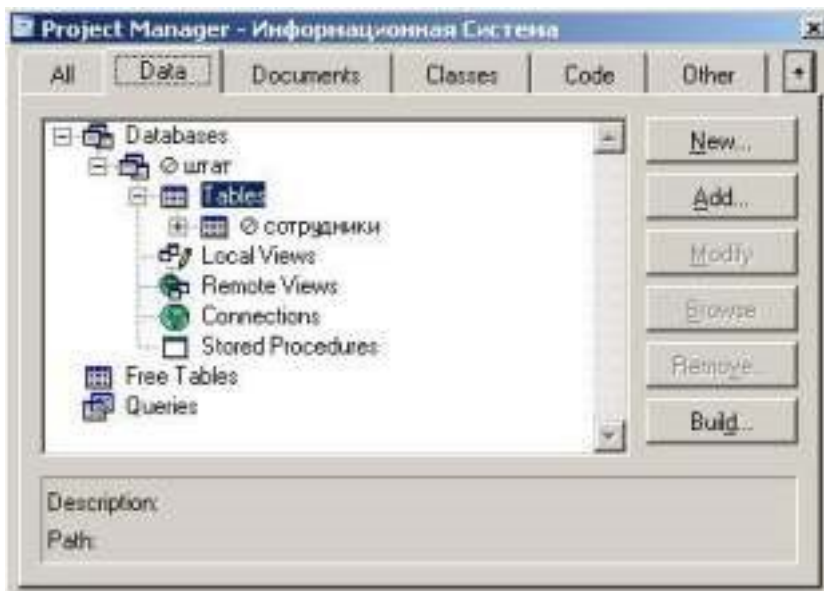 Project Manager - Информационная Система
All Data Documents Classes Code Other
Databases
штат
Tables
сотрудники
Local Views
Remote Views
Connections
Stored Procedures
Free Tables
Queries
New...
Add...
Modify
Browse
Remove...
Build...
Description:
Path: